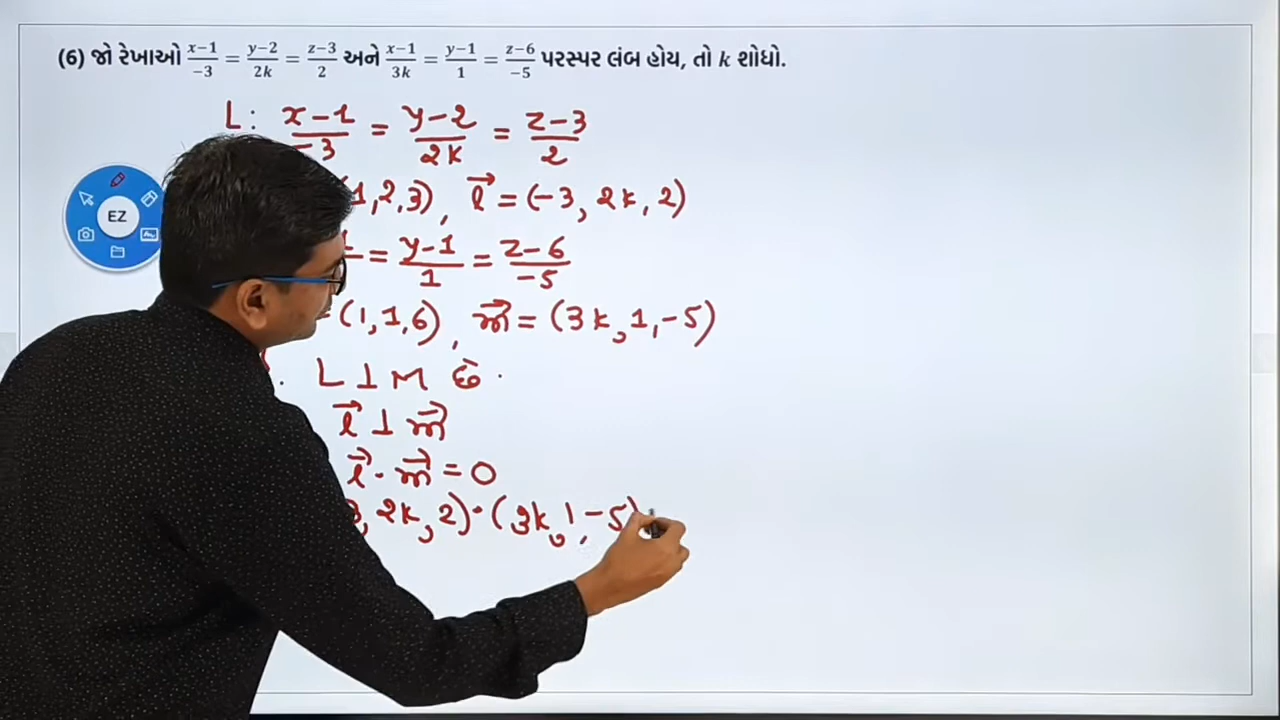 (6) જો રેખાઓ (x−1)/(−3) = (y−2)/(2k) = (z−3)/2 અને (x−1)/(3k) = (y−1)/1 = (z−6)/(−5) પરસ્પર લંબ હોય, તો k શોધો.
L: (x−1)/(−3) = (y−2)/(2k) = (z−3)/2
EZ
1,2,3), l⃗ = (−3, 2k, 2)
= (y−1)/1 = (z−6)/(−5)
(1,1,6), m⃗ = (3k,1,−5)
L ⊥ M છે.
l⃗ ⊥ m⃗
l⃗ · m⃗ = 0
3, 2k, 2)·(3k,1,−5)